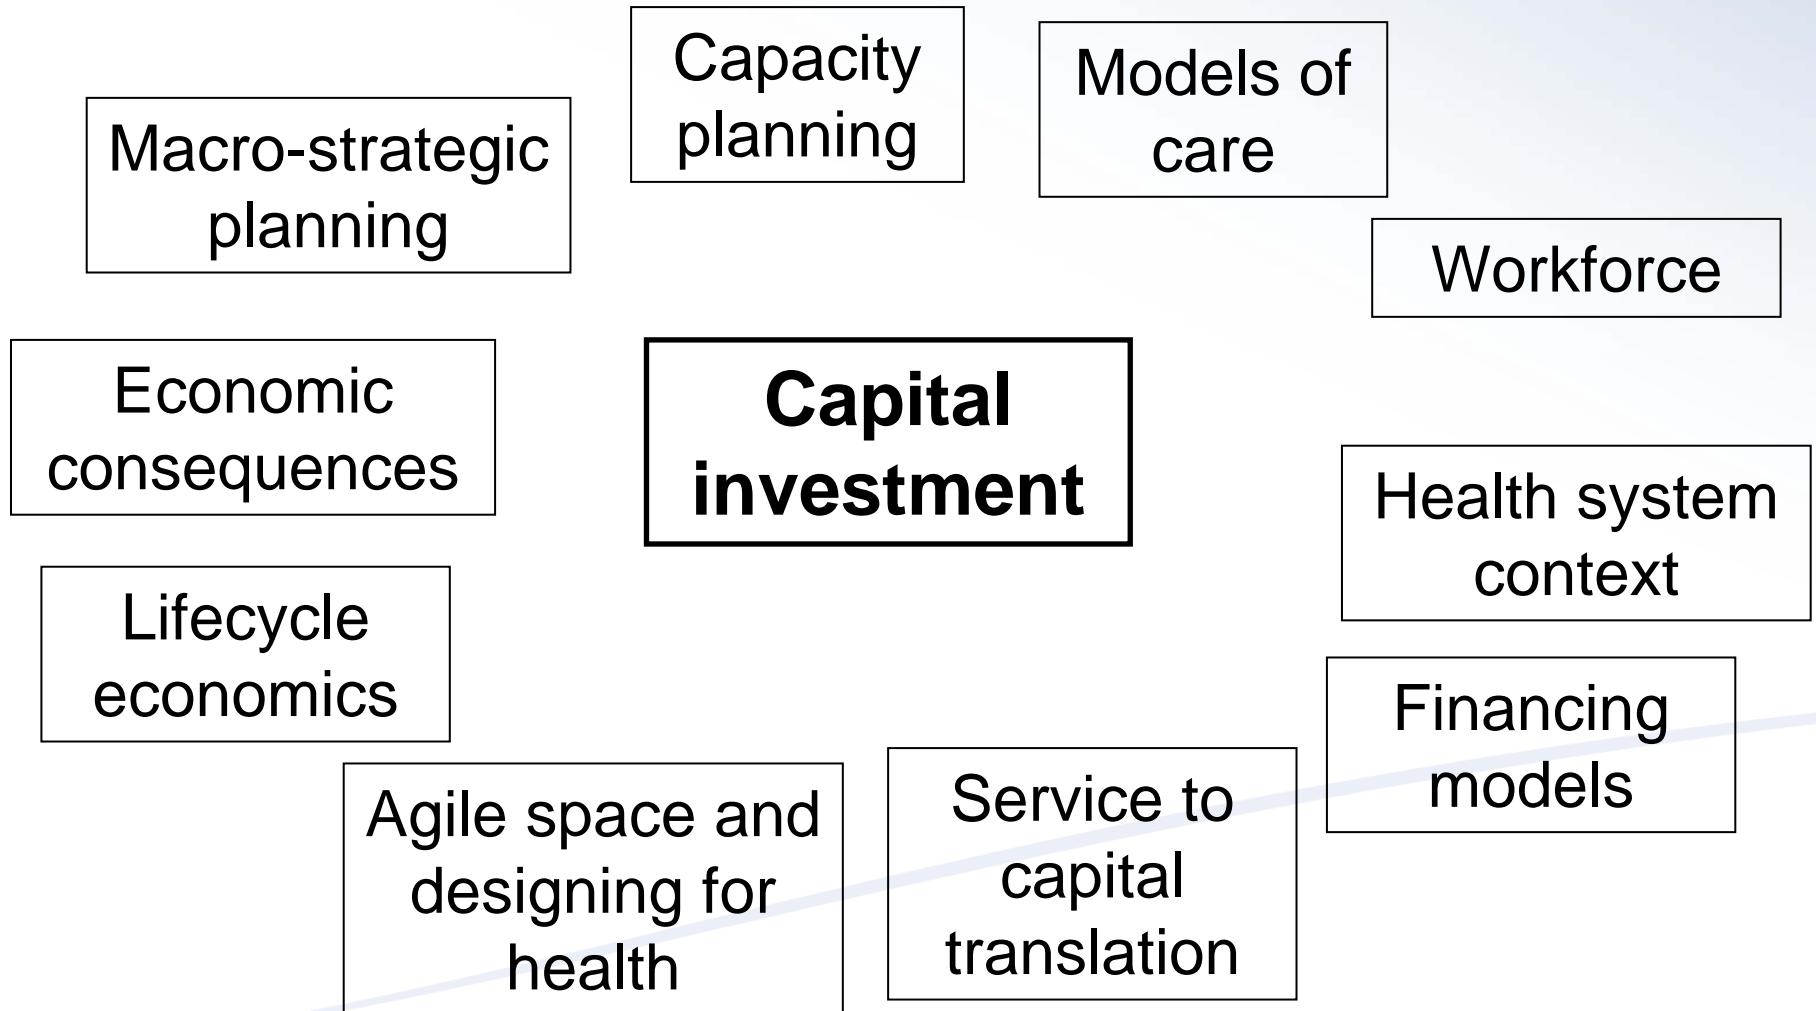 Capacity
planning
Models of
care
Macro-strategic
planning
Workforce
Economic
consequences
Capital
investment
Health system
context
Lifecycle
economics
Financing
models
Agile space and
designing for
health
Service to
capital
translation